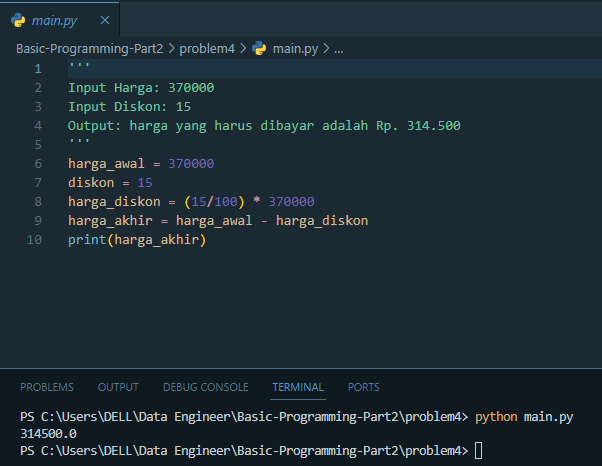 main.py ×
Basic-Programming-Part2 > problem4 > main.py > ...
1 '''
2 Input Harga: 370000
3 Input Diskon: 15
4 Output: harga yang harus dibayar adalah Rp. 314.500
5 '''
6 harga_awal = 370000
7 diskon = 15
8 harga_diskon = (15/100) * 370000
9 harga_akhir = harga_awal - harga_diskon
10 print(harga_akhir)
PROBLEMS OUTPUT DEBUG CONSOLE TERMINAL PORTS
PS C:\Users\DELL\Data Engineer\Basic-Programming-Part2\problem4> python main.py
314500.0
PS C:\Users\DELL\Data Engineer\Basic-Programming-Part2\problem4>